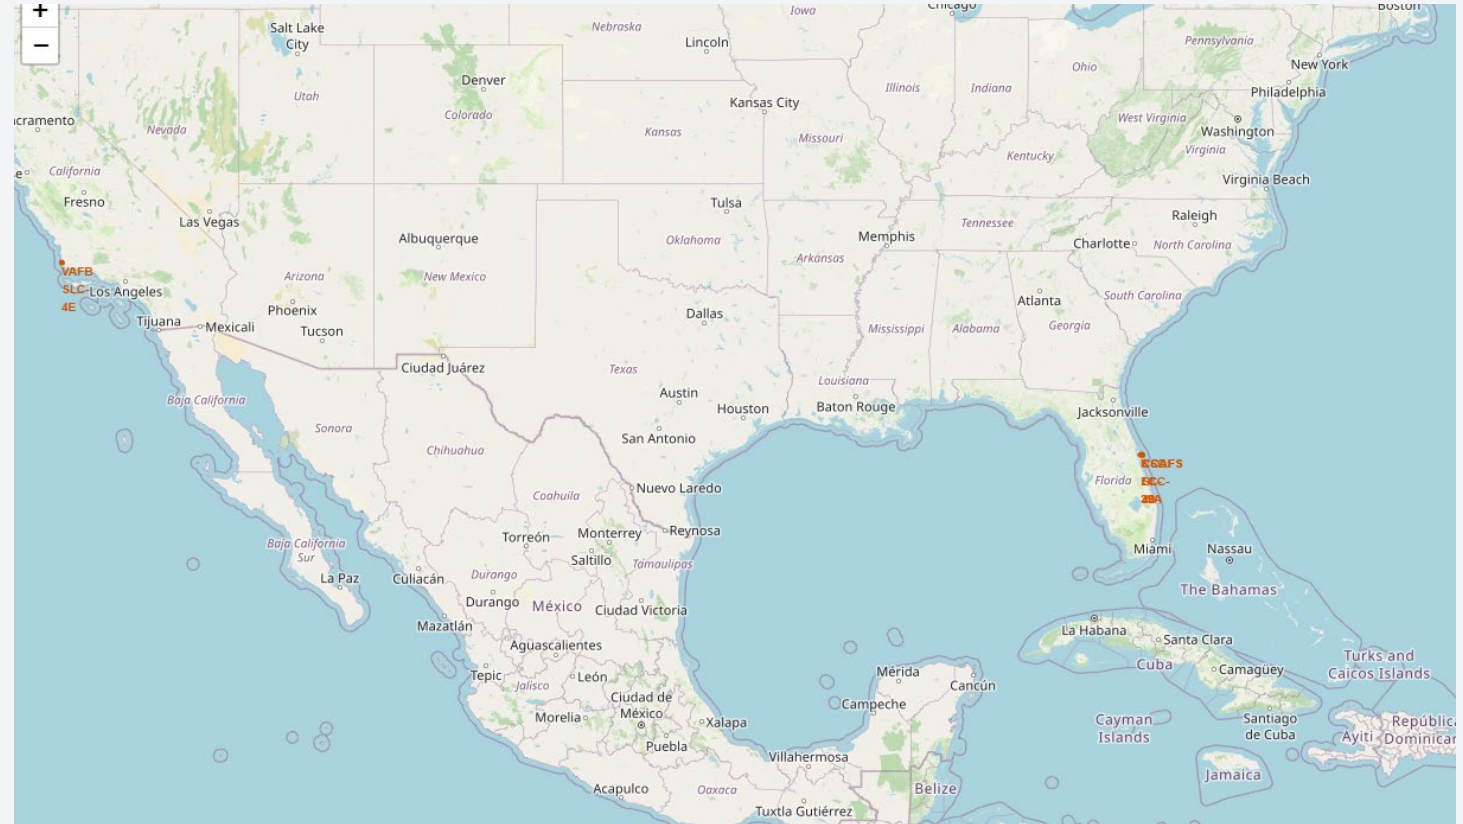 +
−
Salt Lake
City
Nebraska
Iowa
Chicago
Boston
Lincoln
Pennsylvania
New York
Denver
Ohio
Philadelphia
Utah
Colorado
Kansas City
Illinois
Indiana
cramento
Nevada
Kansas
Missouri
West Virginia
Washington
Virginia
Kentucky
California
Fresno
Las Vegas
Tulsa
Virginia Beach
Raleigh
Albuquerque
Oklahoma
Memphis
Tennessee
Charlotte
North Carolina
VAFB
SLC-
4E
Los Angeles
Arizona
New Mexico
Arkansas
Phoenix
Tucson
Tijuana
Mexicali
Dallas
Mississippi
Alabama
Atlanta
Georgia
South Carolina
Ciudad Juárez
Texas
Louisiana
Austin
Houston
Baton Rouge
Jacksonville
Baja California
Sonora
Chihuahua
San Antonio
Florida
Coahuila
Nuevo Laredo
Torreón
Monterrey
Reynosa
Saltillo
Tamaulipas
Miami
Nassau
The Bahamas
Baja California
Sur
La Paz
Culiacán
Durango
Durango
México
Ciudad Victoria
Mazatlán
Aguascalientes
La Habana
Santa Clara
Cuba
Camagüey
Turks and
Caicos Islands
Tepic
Jalisco
León
Ciudad de
México
Mérida
Cancún
Campeche
Morelia
Xalapa
Puebla
Cayman
Islands
Santiago
de Cuba
Ayiti
República
Dominicar
Villahermosa
Acapulco
Oaxaca
Tuxtla Gutiérrez
Belize
Jamaica